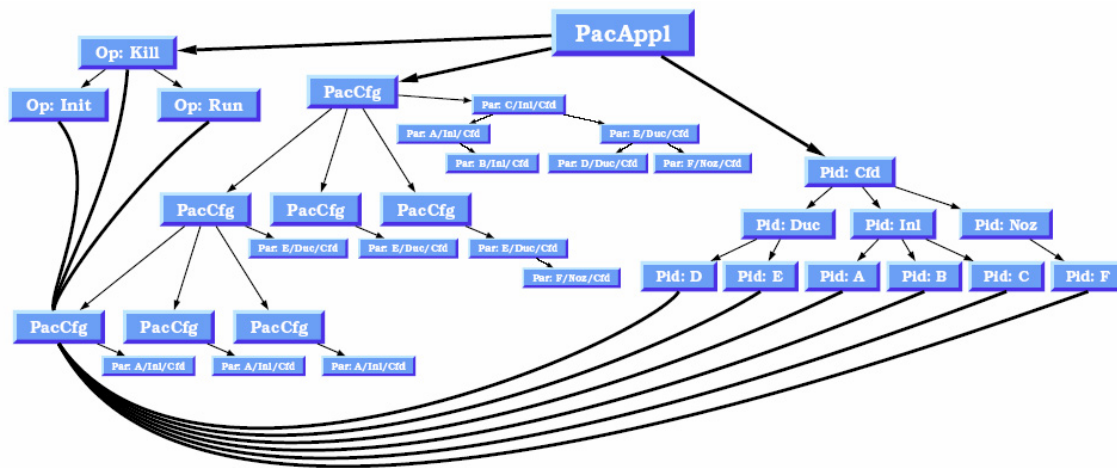 PacAppl
Op: Kill
PacCfg
Op: Init
Op: Run
Par: C/Inl/Cfd
Par: A/Inl/Cfd
Par: E/Duc/Cfd
Par: B/Inl/Cfd
Par: D/Duc/Cfd
Par: F/Noz/Cfd
Pid: Cfd
PacCfg
PacCfg
PacCfg
Pid: Duc
Pid: Inl
Pid: Noz
Par: E/Duc/Cfd
Par: E/Duc/Cfd
Par: E/Duc/Cfd
Par: F/Noz/Cfd
Pid: D
Pid: E
Pid: A
Pid: B
Pid: C
Pid: F
PacCfg
PacCfg
PacCfg
Par: A/Inl/Cfd
Par: A/Inl/Cfd
Par: A/Inl/Cfd